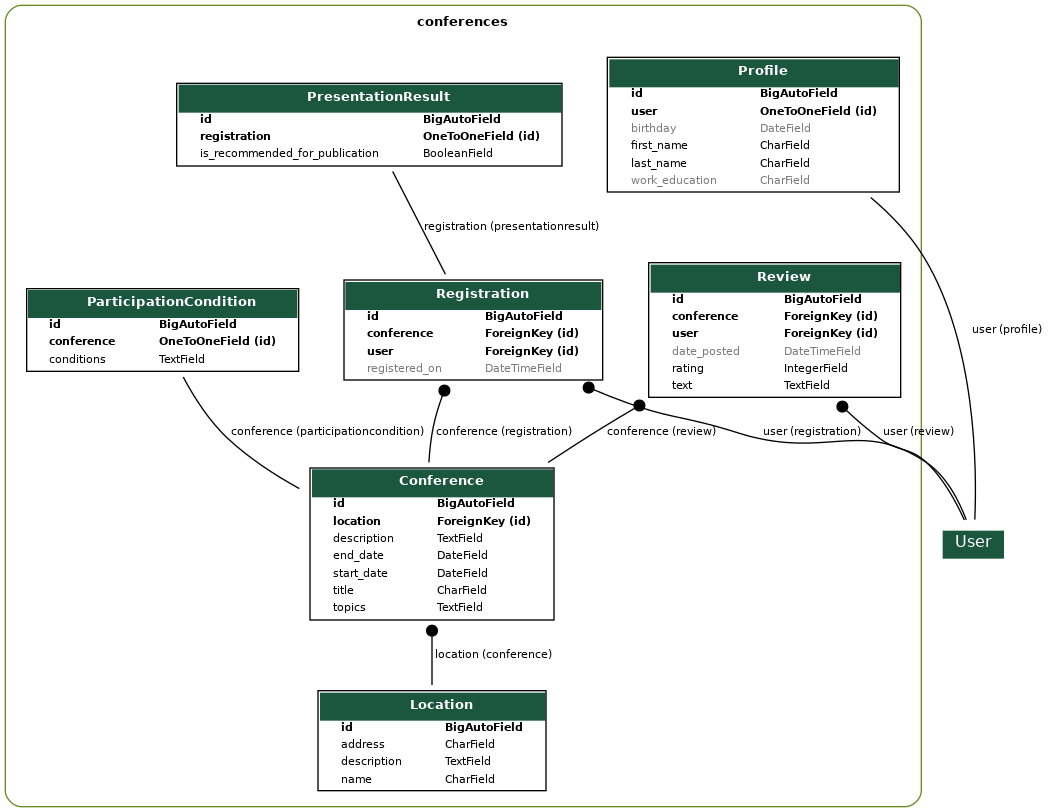 conferences
PresentationResult
id BigAutoField
registration OneToOneField (id)
is_recommended_for_publication BooleanField
Profile
id BigAutoField
user OneToOneField (id)
birthday DateField
first_name CharField
last_name CharField
work_education CharField
registration (presentationresult)
ParticipationCondition
id BigAutoField
conference OneToOneField (id)
conditions TextField
Registration
id BigAutoField
conference ForeignKey (id)
user ForeignKey (id)
registered_on DateTimeField
Review
id BigAutoField
conference ForeignKey (id)
user ForeignKey (id)
date_posted DateTimeField
rating IntegerField
text TextField
user (profile)
conference (participationcondition)
conference (registration)
conference (review)
user (registration)
user (review)
Conference
id BigAutoField
location ForeignKey (id)
description TextField
end_date DateField
start_date DateField
title CharField
topics TextField
User
location (conference)
Location
id BigAutoField
address CharField
description TextField
name CharField